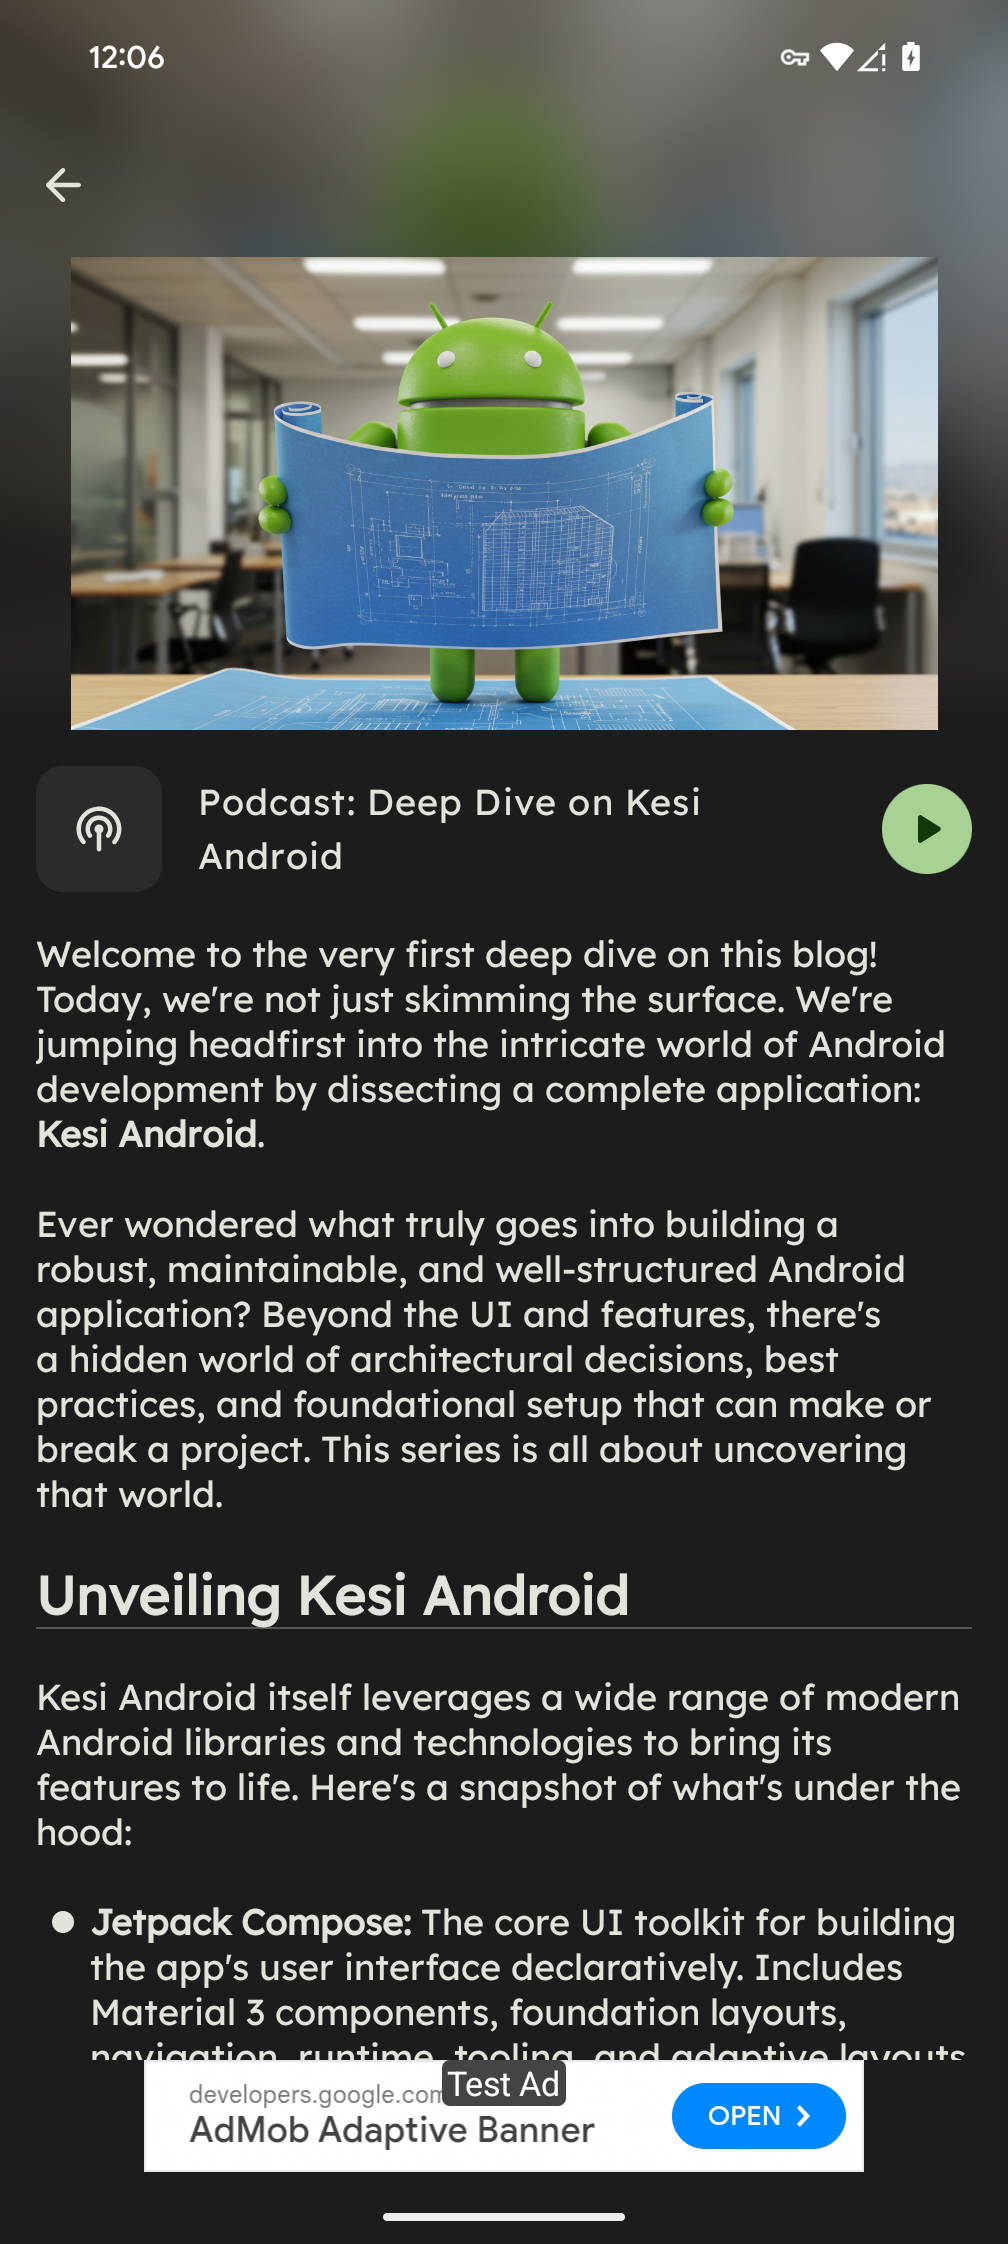 12:06
Podcast: Deep Dive on Kesi
Android
Welcome to the very first deep dive on this blog!
Today, we're not just skimming the surface. We're
jumping headfirst into the intricate world of Android
development by dissecting a complete application:
Kesi Android.
Ever wondered what truly goes into building a
robust, maintainable, and well-structured Android
application? Beyond the UI and features, there's
a hidden world of architectural decisions, best
practices, and foundational setup that can make or
break a project. This series is all about uncovering
that world.
Unveiling Kesi Android
Kesi Android itself leverages a wide range of modern
Android libraries and technologies to bring its
features to life. Here's a snapshot of what's under the
hood:
Jetpack Compose: The core UI toolkit for building
the app's user interface declaratively. Includes
Material 3 components, foundation layouts,
navigation, runtime, tooling, and adaptive layouts
Test Ad
developers.google.com
AdMob Adaptive Banner
OPEN